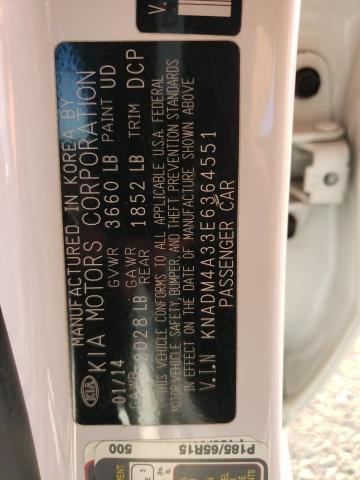 MANUFACTURED IN KOREA BY
KIA KIA MOTORS CORPORATION
01/14 GVWR 3660 LB PAINT UD
GAWR 2028 LB GAWR REAR 1852 LB TRIM DCP
THIS VEHICLE CONFORMS TO ALL APPLICABLE U.S.A. FEDERAL
MOTOR VEHICLE SAFETY, BUMPER, AND THEFT PREVENTION STANDARDS
IN EFFECT ON THE DATE OF MANUFACTURE SHOWN ABOVE
V.I.N KNADM4A33E6364551
PASSENGER CAR
V.
P185/65R15
500